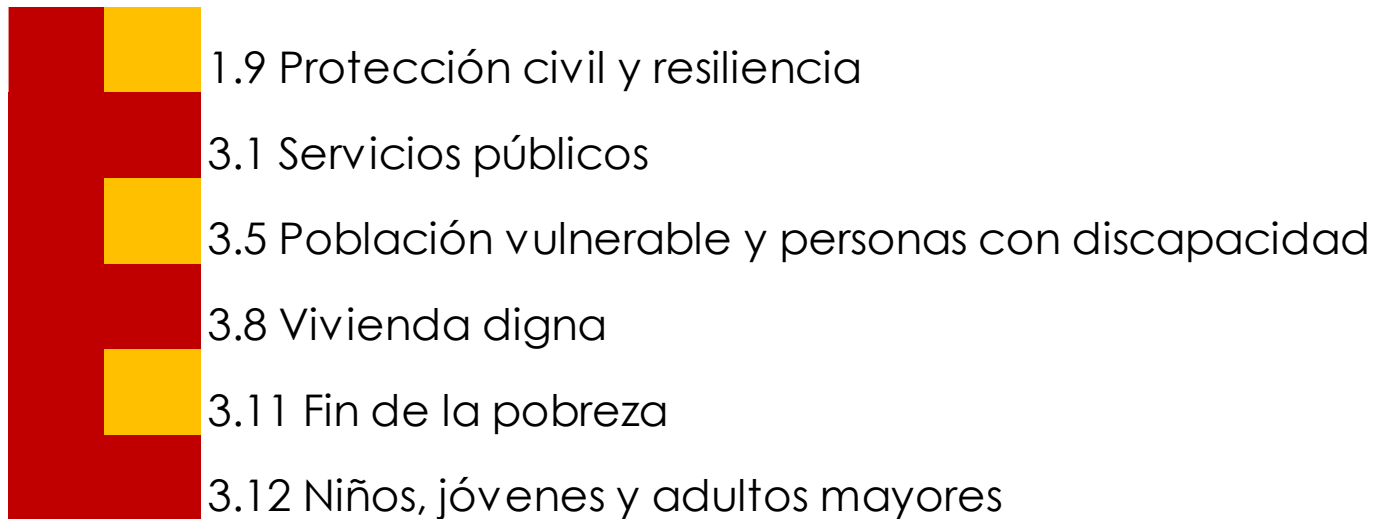 1.9 Protección civil y resiliencia
3.1 Servicios públicos
3.5 Población vulnerable y personas con discapacidad
3.8 Vivienda digna
3.11 Fin de la pobreza
3.12 Niños, jóvenes y adultos mayores